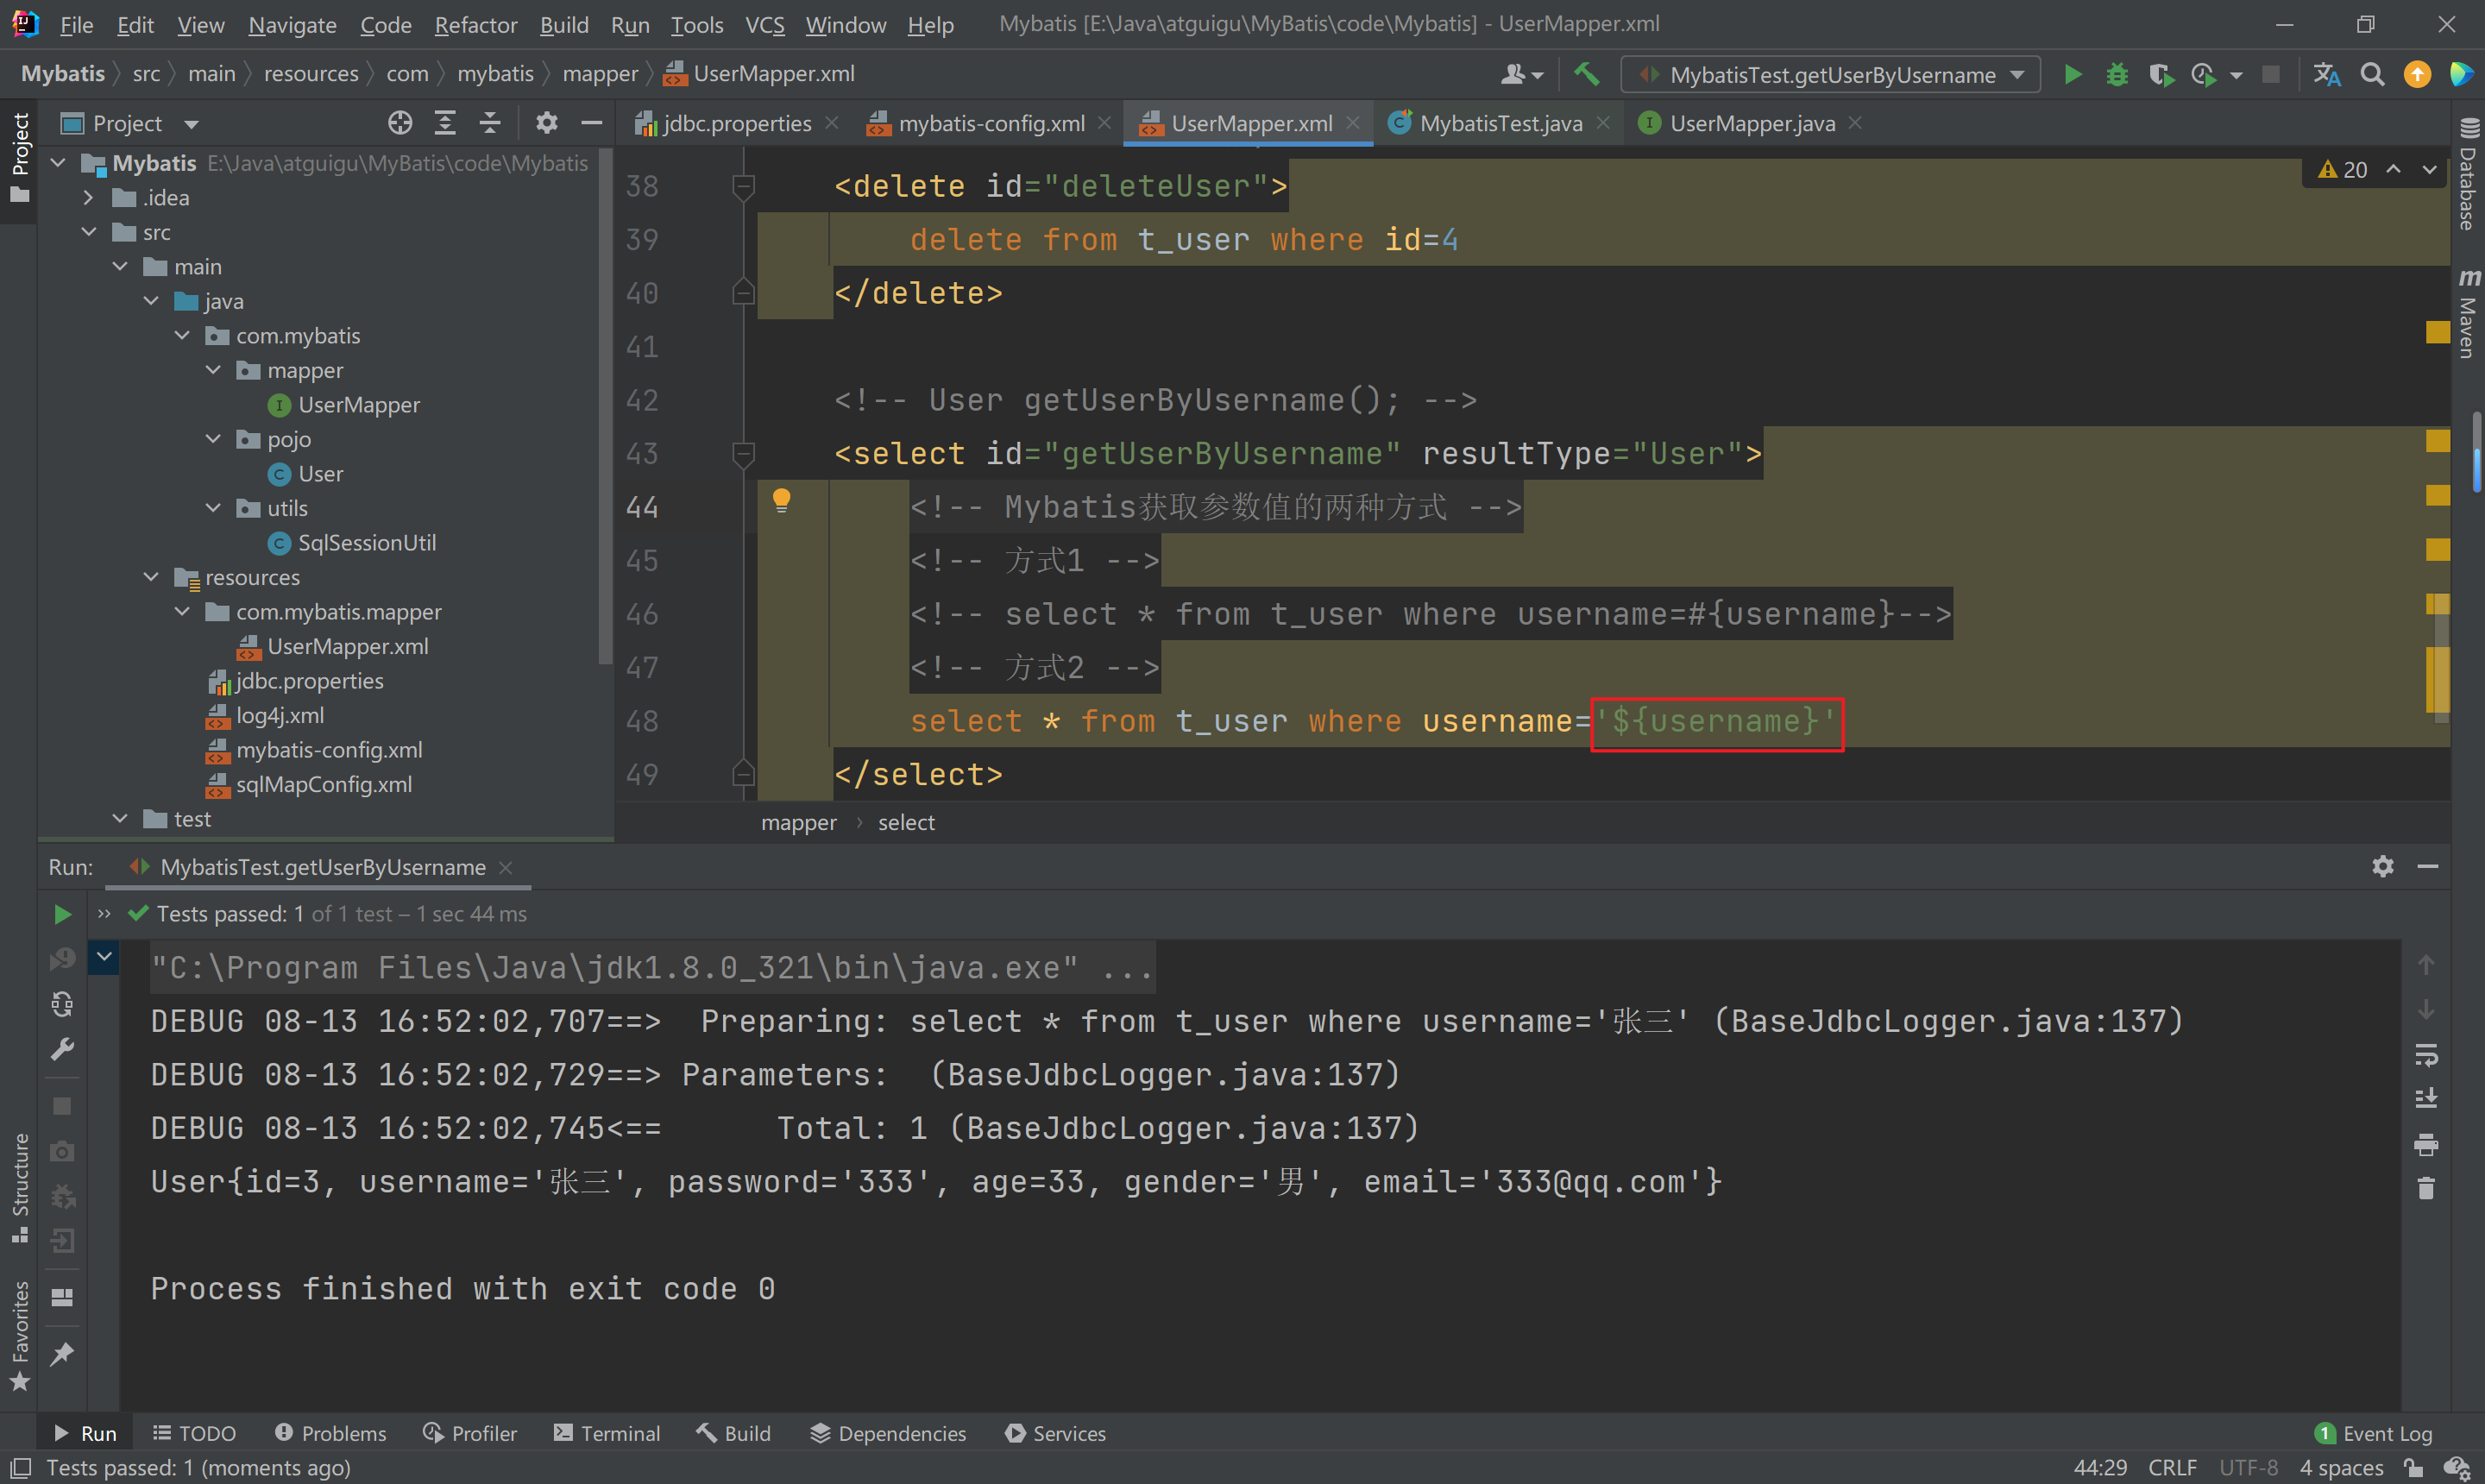 File Edit View Navigate Code Refactor Build Run Tools VCS Window Help Mybatis [E:\Java\atguigu\MyBatis\code\Mybatis] - UserMapper.xml
Mybatis src main resources com mybatis mapper UserMapper.xml MybatisTest.getUserByUsername
Project
Project
jdbc.properties mybatis-config.xml UserMapper.xml MybatisTest.java UserMapper.java
Database
Maven
Mybatis E:\Java\atguigu\MyBatis\code\Mybatis
.idea
src
main
java
com.mybatis
mapper
UserMapper
pojo
User
utils
SqlSessionUtil
resources
com.mybatis.mapper
UserMapper.xml
jdbc.properties
log4j.xml
mybatis-config.xml
sqlMapConfig.xml
test
20
38 <delete id="deleteUser">
39 delete from t_user where id=4
40 </delete>
41
42 <!-- User getUserByUsername(); -->
43 <select id="getUserByUsername" resultType="User">
44 <!-- Mybatis获取参数值的两种方式 -->
45 <!-- 方式1 -->
46 <!-- select * from t_user where username=#{username}-->
47 <!-- 方式2 -->
48 select * from t_user where username='${username}'
49 </select>
mapper select
Run: MybatisTest.getUserByUsername
Tests passed: 1 of 1 test – 1 sec 44 ms
"C:\Program Files\Java\jdk1.8.0_321\bin\java.exe" ...
DEBUG 08-13 16:52:02,707==>  Preparing: select * from t_user where username='张三' (BaseJdbcLogger.java:137)
DEBUG 08-13 16:52:02,729==> Parameters:  (BaseJdbcLogger.java:137)
DEBUG 08-13 16:52:02,745<==      Total: 1 (BaseJdbcLogger.java:137)
User{id=3, username='张三', password='333', age=33, gender='男', email='333@qq.com'}
Process finished with exit code 0
Structure
Favorites
Run TODO Problems Profiler Terminal Build Dependencies Services 1 Event Log
Tests passed: 1 (moments ago) 44:29 CRLF UTF-8 4 spaces